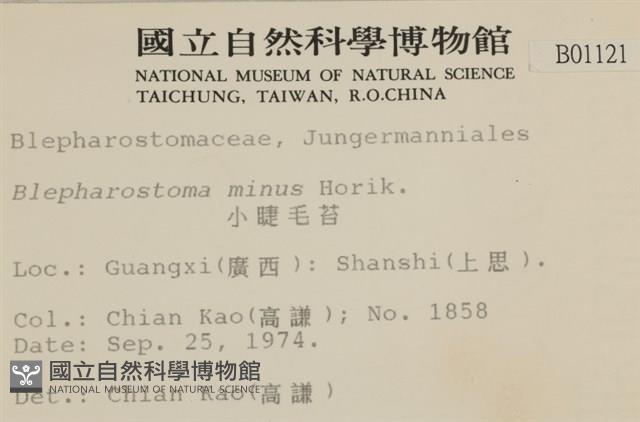 國立自然科學博物館
B01121
NATIONAL MUSEUM OF NATURAL SCIENCE
TAICHUNG, TAIWAN, R.O.CHINA
Blepharostomaceae, Jungermanniales
Blepharostoma minus Horik.
小睫毛苔
Loc.: Guangxi(廣西): Shanshi(上思).
Col.: Chian Kao(高謙); No. 1858
Date: Sep. 25, 1974.
國立自然科學博物館
NATIONAL MUSEUM OF NATURAL SCIENCE
Det.: Chian Kao(高謙)